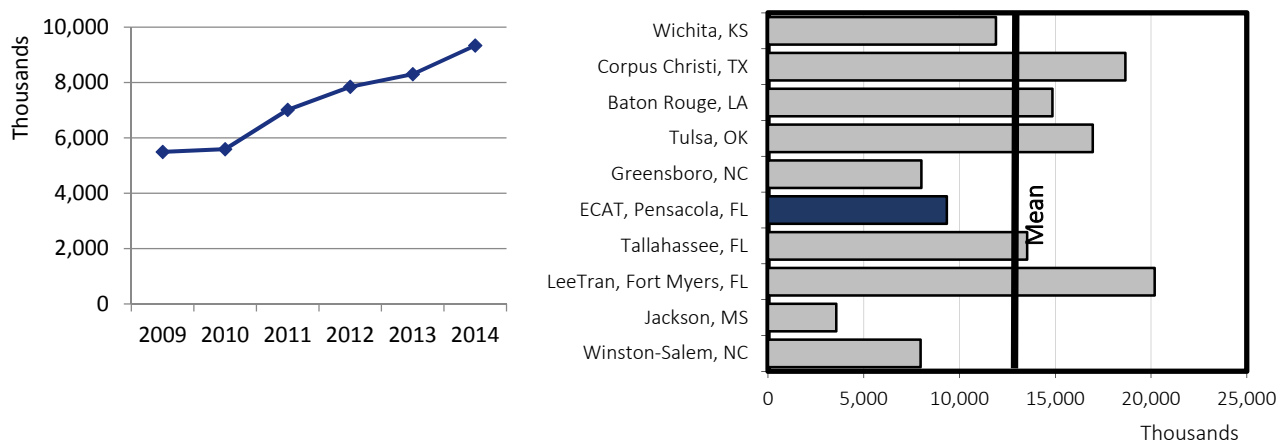 10,000
8,000
6,000
4,000
2,000
0
Thousands
2009 2010 2011 2012 2013 2014
Wichita, KS
Corpus Christi, TX
Baton Rouge, LA
Tulsa, OK
Greensboro, NC
ECAT, Pensacola, FL
Tallahassee, FL
LeeTran, Fort Myers, FL
Jackson, MS
Winston-Salem, NC
Mean
0 5,000 10,000 15,000 20,000 25,000
Thousands